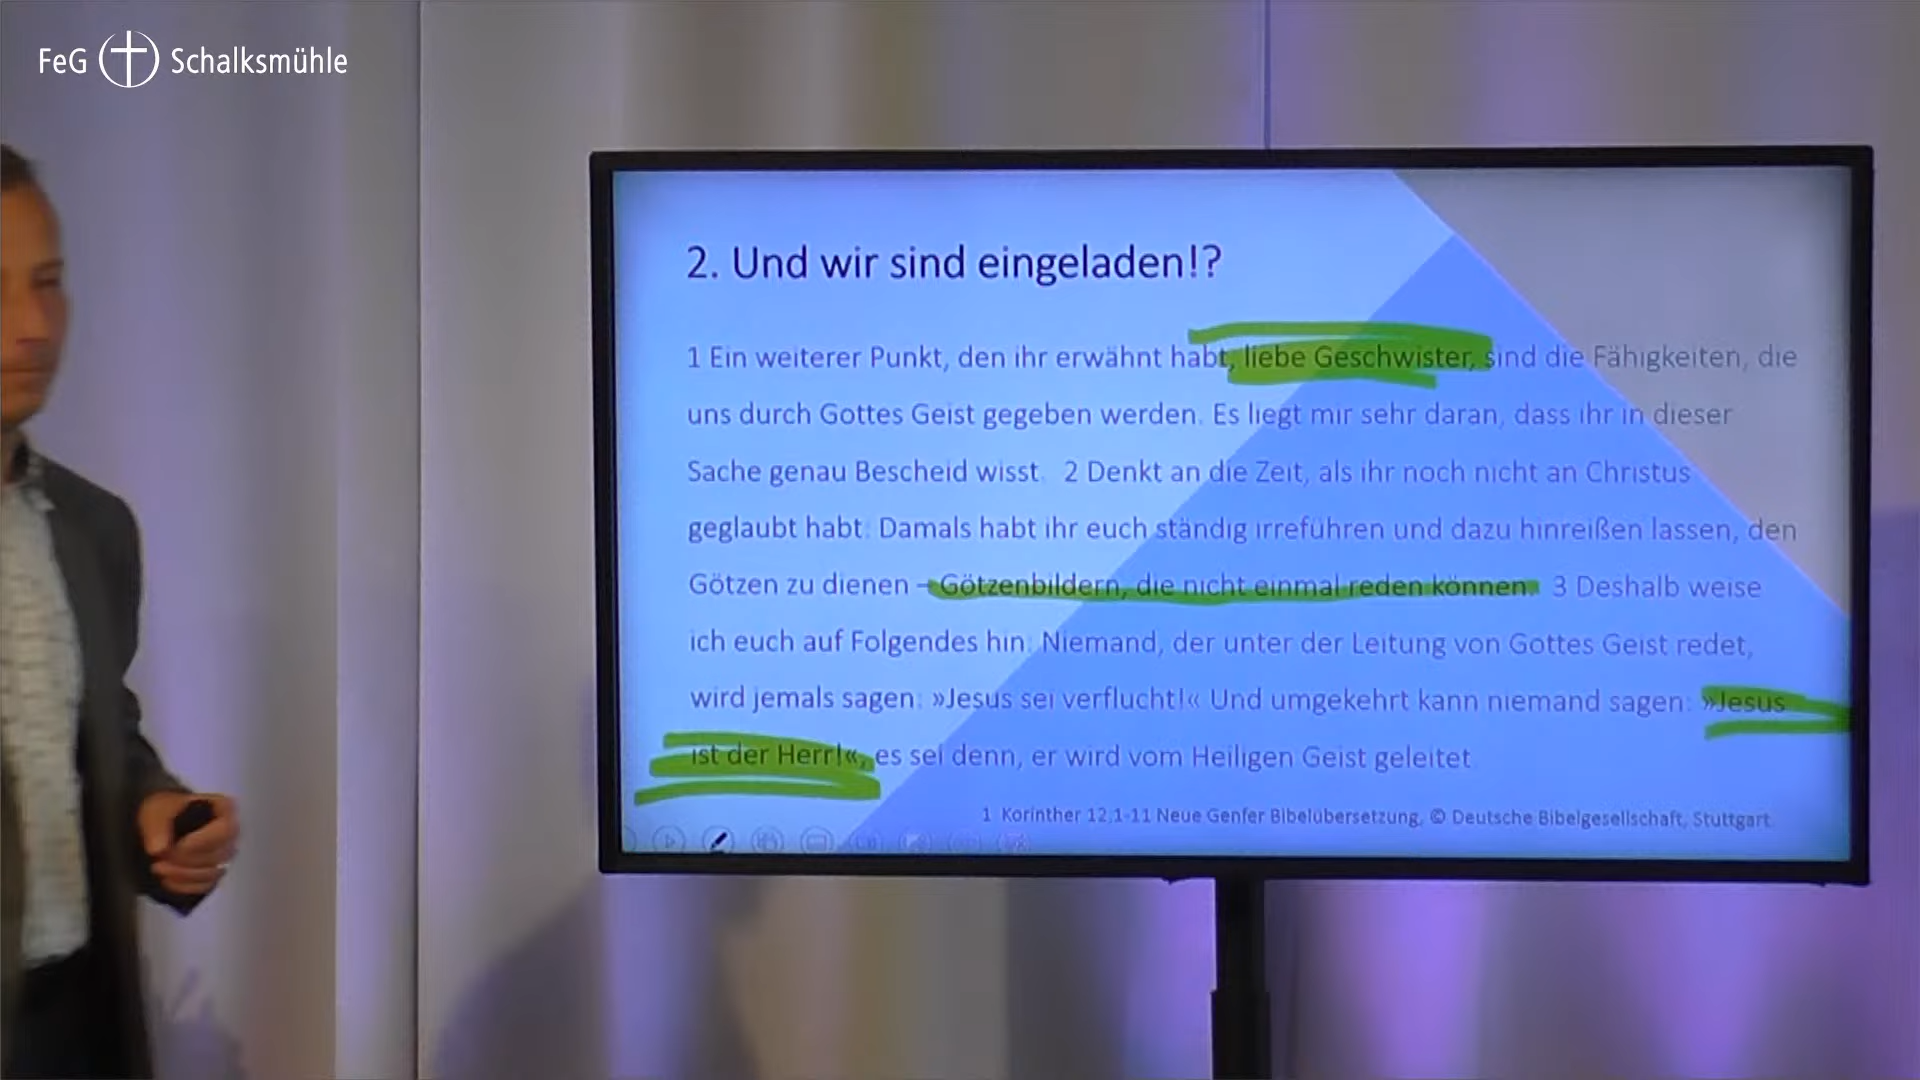 FeG Schalksmühle
2. Und wir sind eingeladen!?
1 Ein weiterer Punkt, den ihr erwähnt habt, liebe Geschwister, sind die Fähigkeiten, die
uns durch Gottes Geist gegeben werden. Es liegt mir sehr daran, dass ihr in dieser
Sache genau Bescheid wisst. 2 Denkt an die Zeit, als ihr noch nicht an Christus
geglaubt habt: Damals habt ihr euch ständig irreführen und dazu hinreißen lassen, den
Götzen zu dienen – Götzenbildern, die nicht einmal reden können. 3 Deshalb weise
ich euch auf Folgendes hin: Niemand, der unter der Leitung von Gottes Geist redet,
wird jemals sagen: »Jesus sei verflucht!« Und umgekehrt kann niemand sagen: »Jesus
ist der Herr!«, es sei denn, er wird vom Heiligen Geist geleitet.
1 Korinther 12,1-11 Neue Genfer Bibelübersetzung, © Deutsche Bibelgesellschaft, Stuttgart.